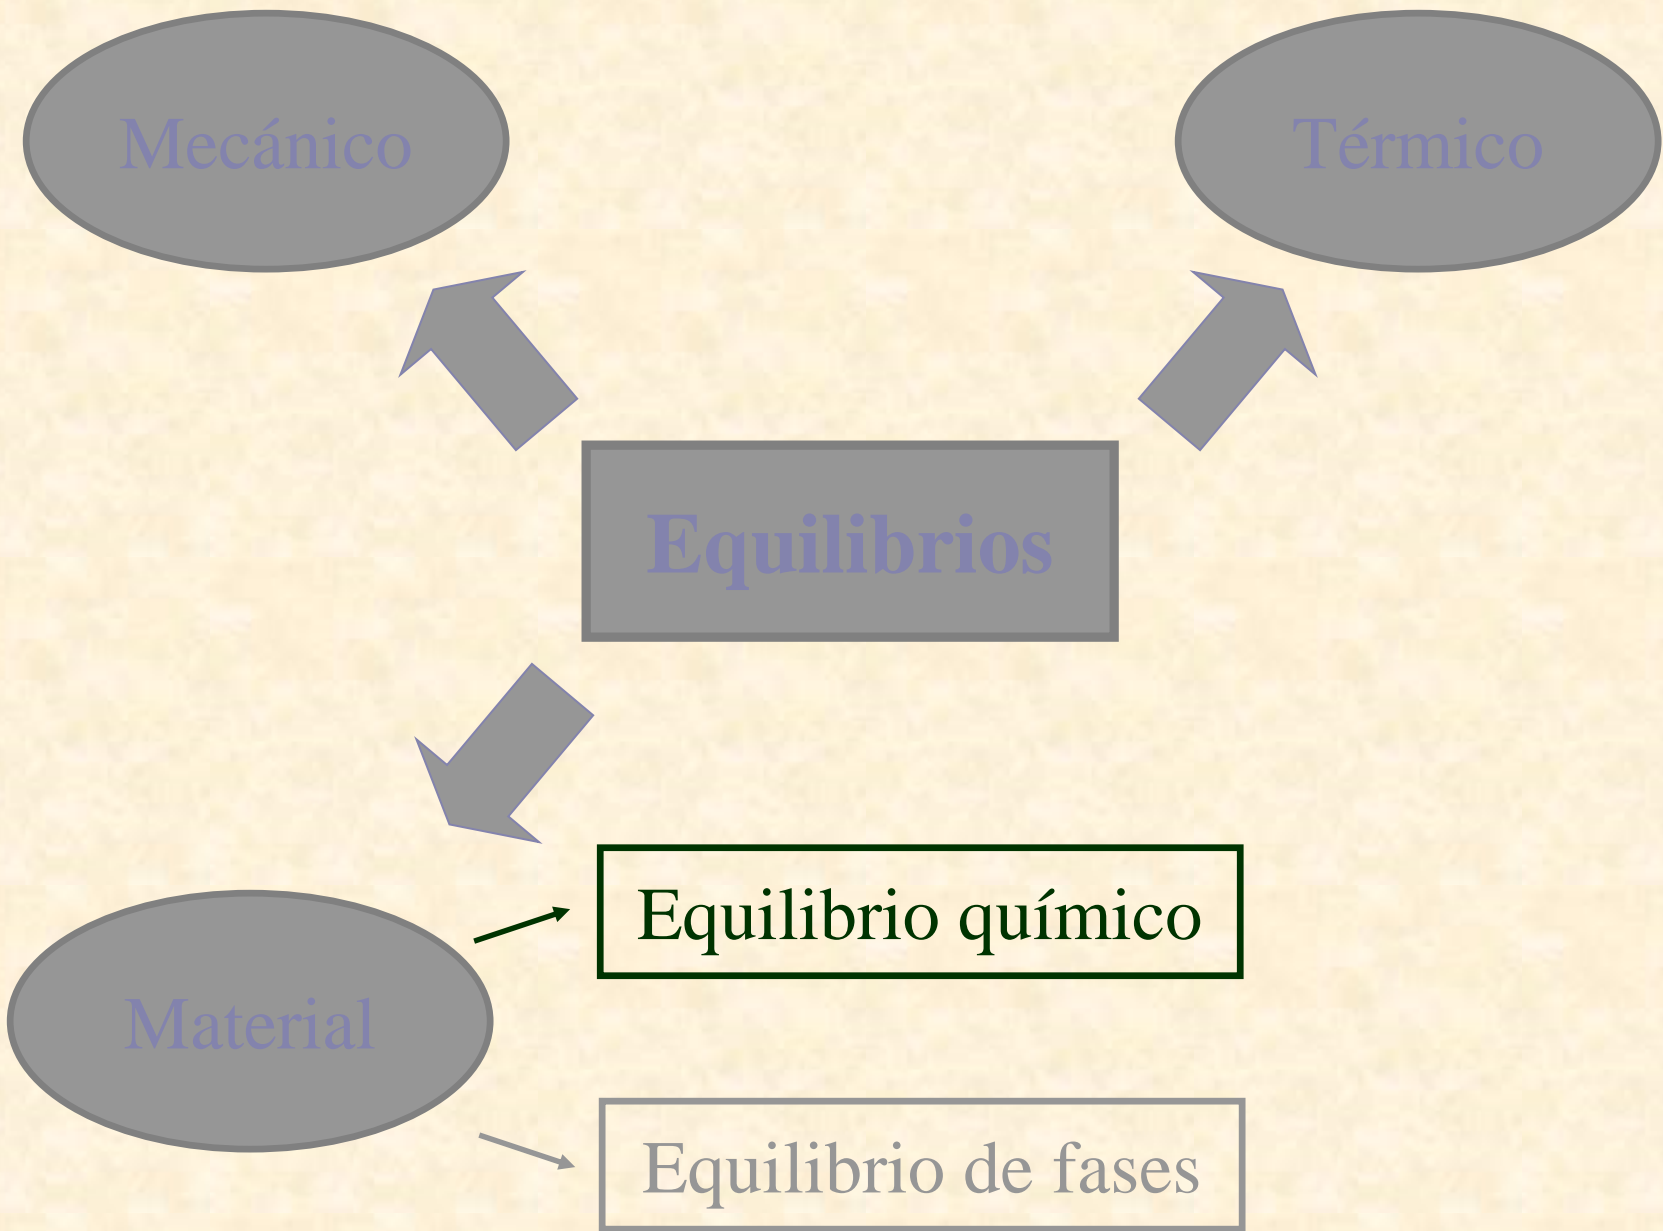 Mecánico
Térmico
Equilibrios
Equilibrio químico
Material
Equilibrio de fases